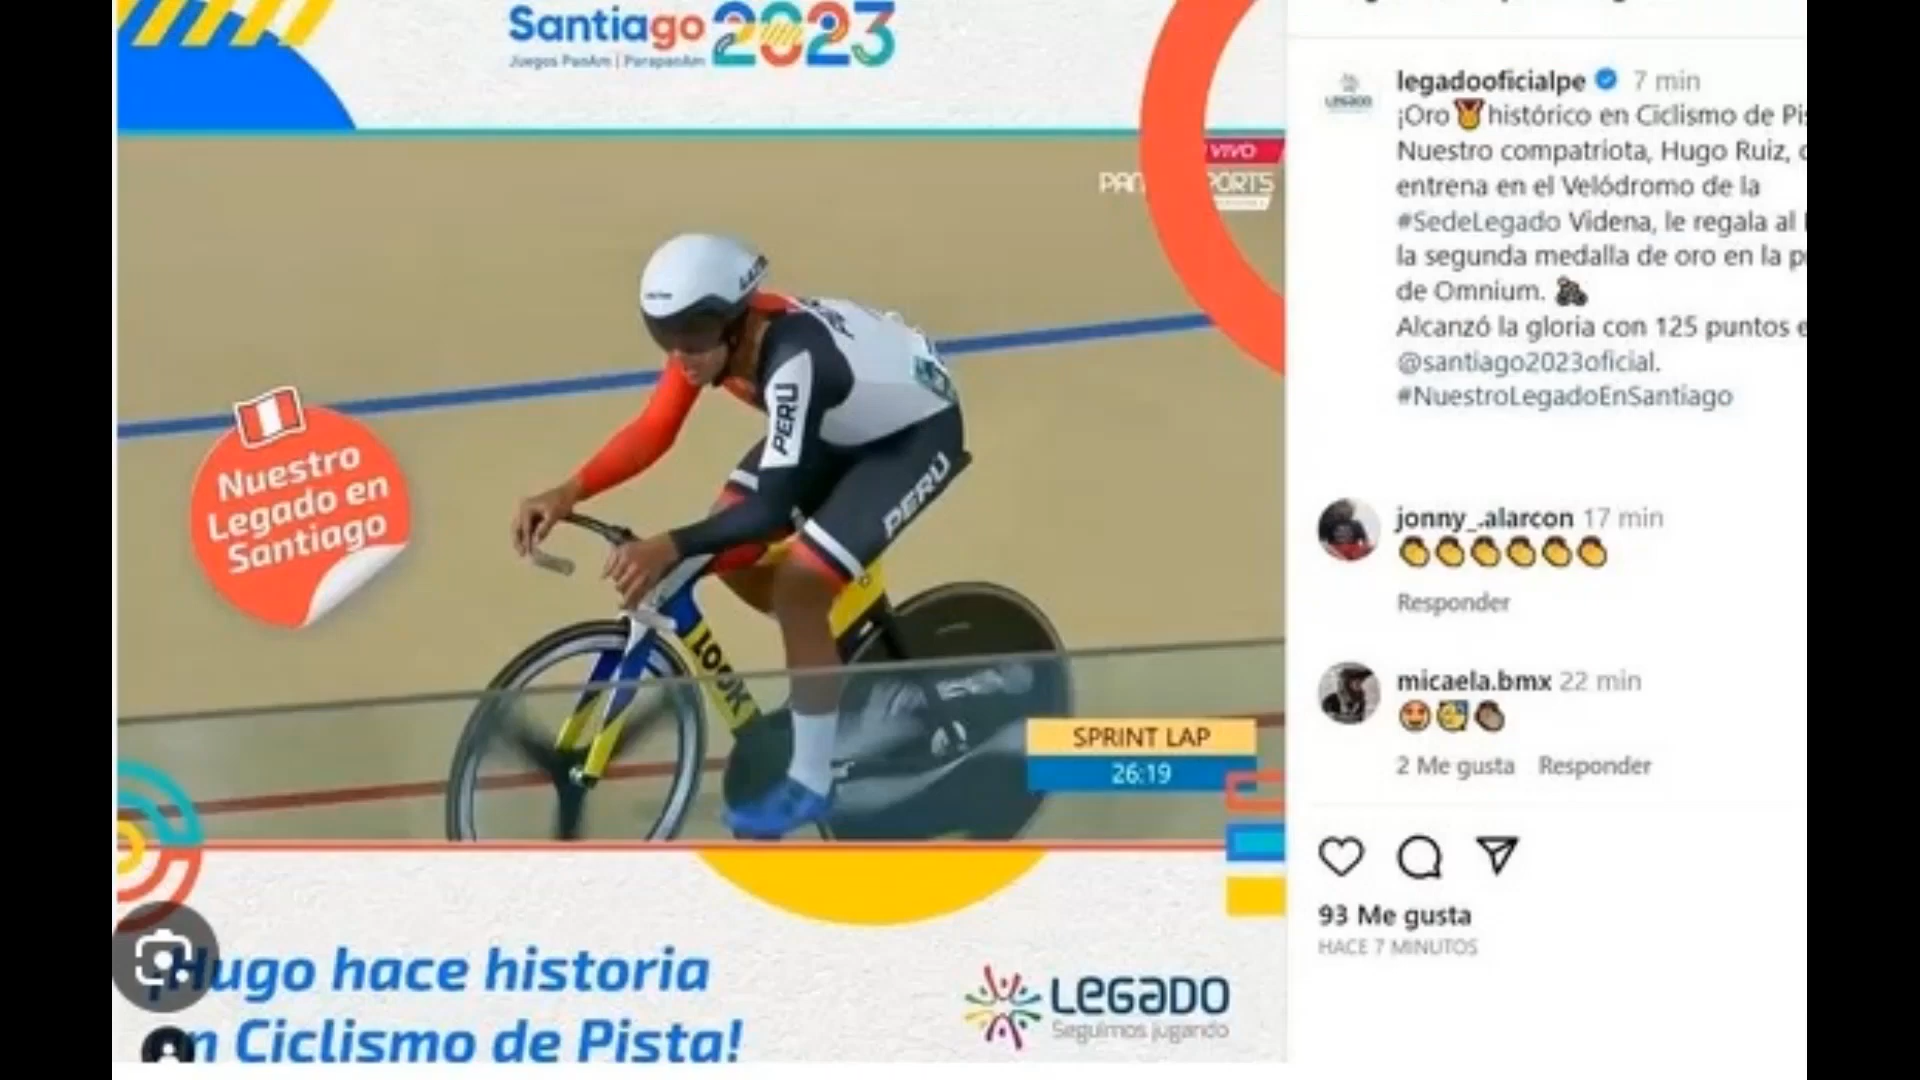 Santiago 2023
Juegos PanAm | ParapanAm
VIVO
legadooficialpe 7 min
¡Oro histórico en Ciclismo de
Nuestro compatriota, Hugo Ruiz,
entrena en el Velódromo de la
#SedeLegado Videna, le regala al
la segunda medalla de oro en la
de Omnium.
Alcanzó la gloria con 125 puntos
@santiago2023oficial.
#NuestroLegadoEnSantiago
PERÚ
PERÚ
LOOK
Nuestro
Legado en
Santiago
SPRINT LAP
26:19
jonny_.alarcon 17 min
Responder
micaela.bmx 22 min
2 Me gusta Responder
93 Me gusta
HACE 7 MINUTOS
¡Hugo hace historia
en Ciclismo de Pista!
LEGADO
LEGADO
Seguimos jugando